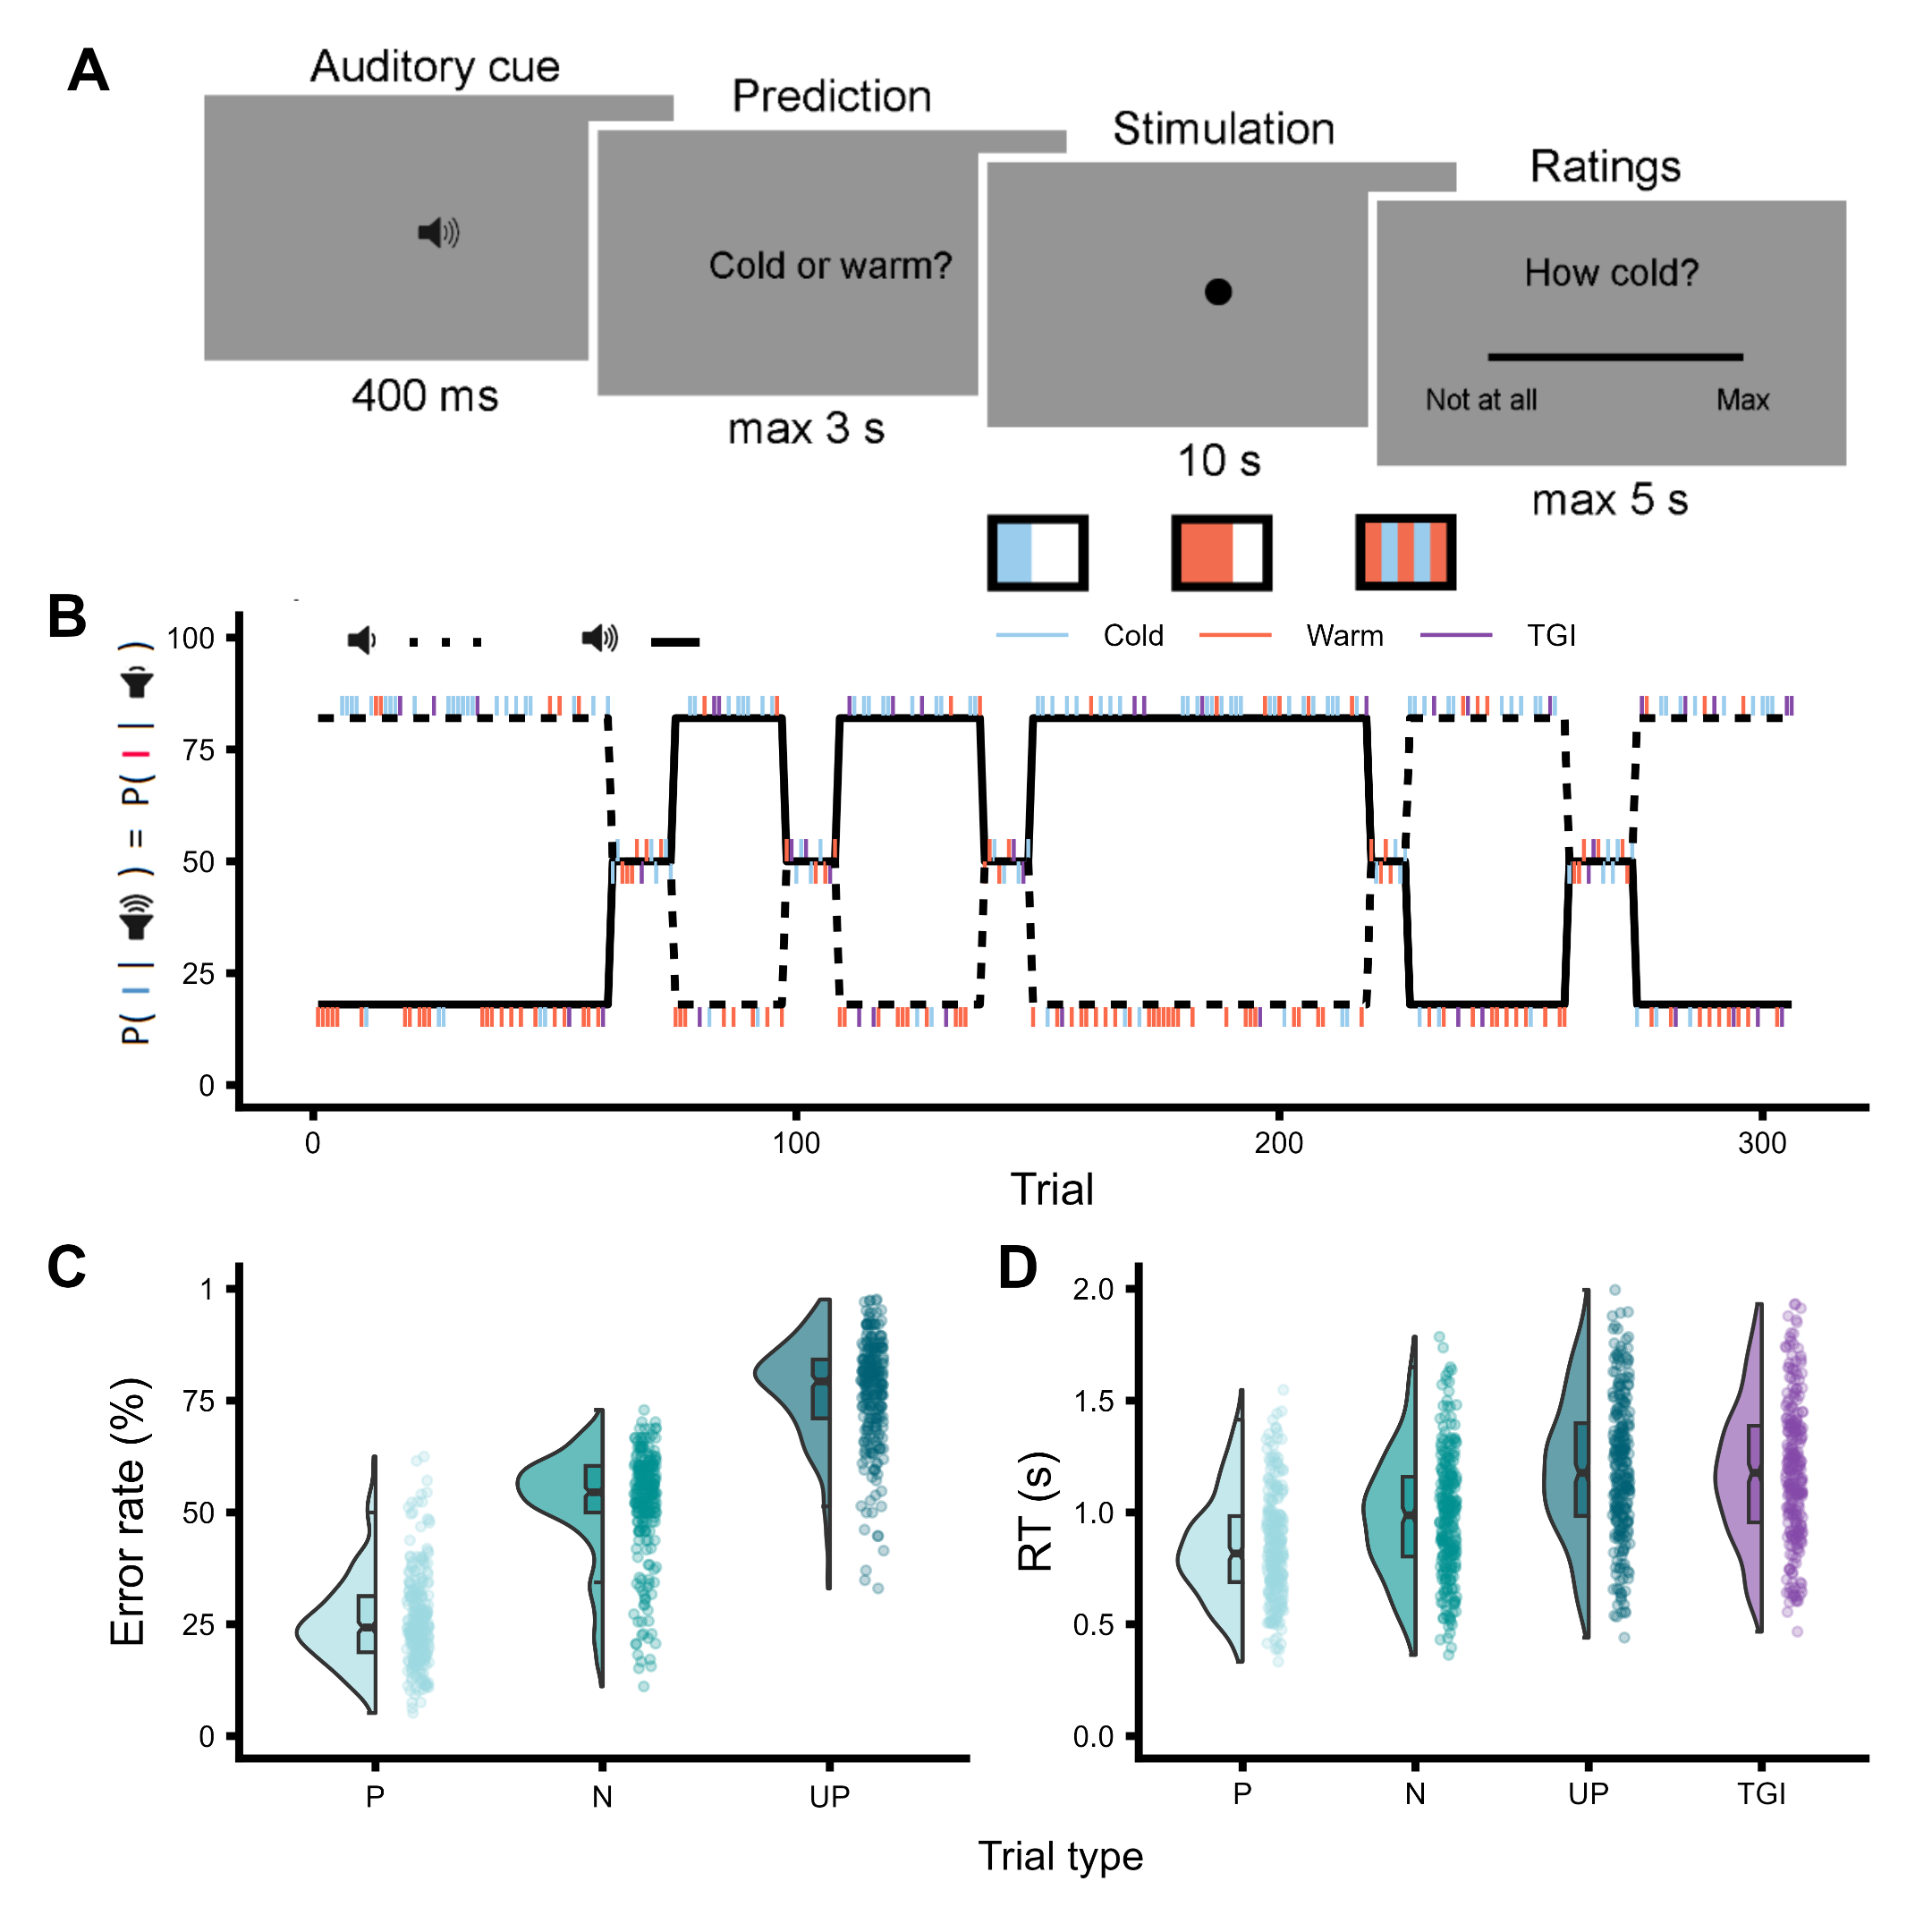 A
Auditory cue
Prediction
Stimulation
Ratings
Cold or warm?
How cold?
Not at all
Max
400 ms
max 3 s
10 s
max 5 s
B
Cold
Warm
TGI
P( | ) = P( | )
100
75
50
25
0
0
100
200
300
Trial
C
Error rate (%)
1
75
50
25
0
P
N
UP
D
RT (s)
2.0
1.5
1.0
0.5
0.0
P
N
UP
TGI
Trial type